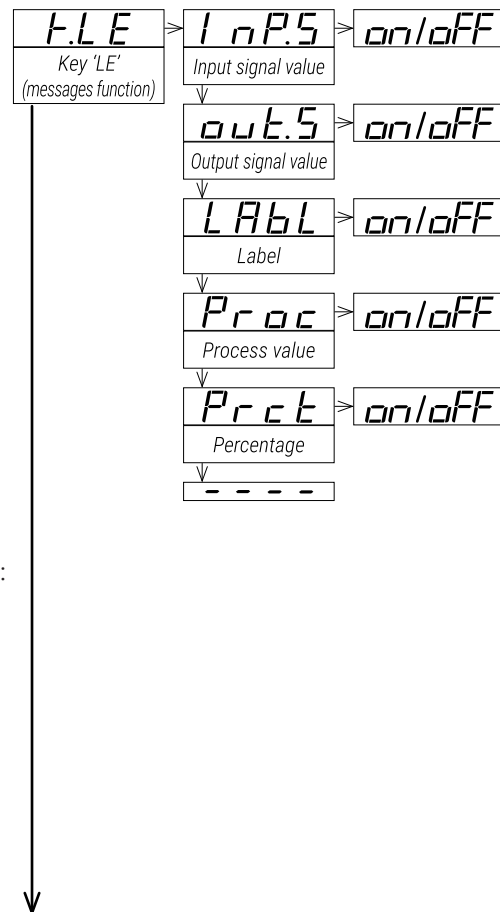 K.LE
Key 'LE'
(messages function)
InP.S
on/oFF
Input signal value
out.S
on/oFF
Output signal value
LAbL
on/oFF
Label
Proc
on/oFF
Process value
Prct
on/oFF
Percentage
- - - -
: